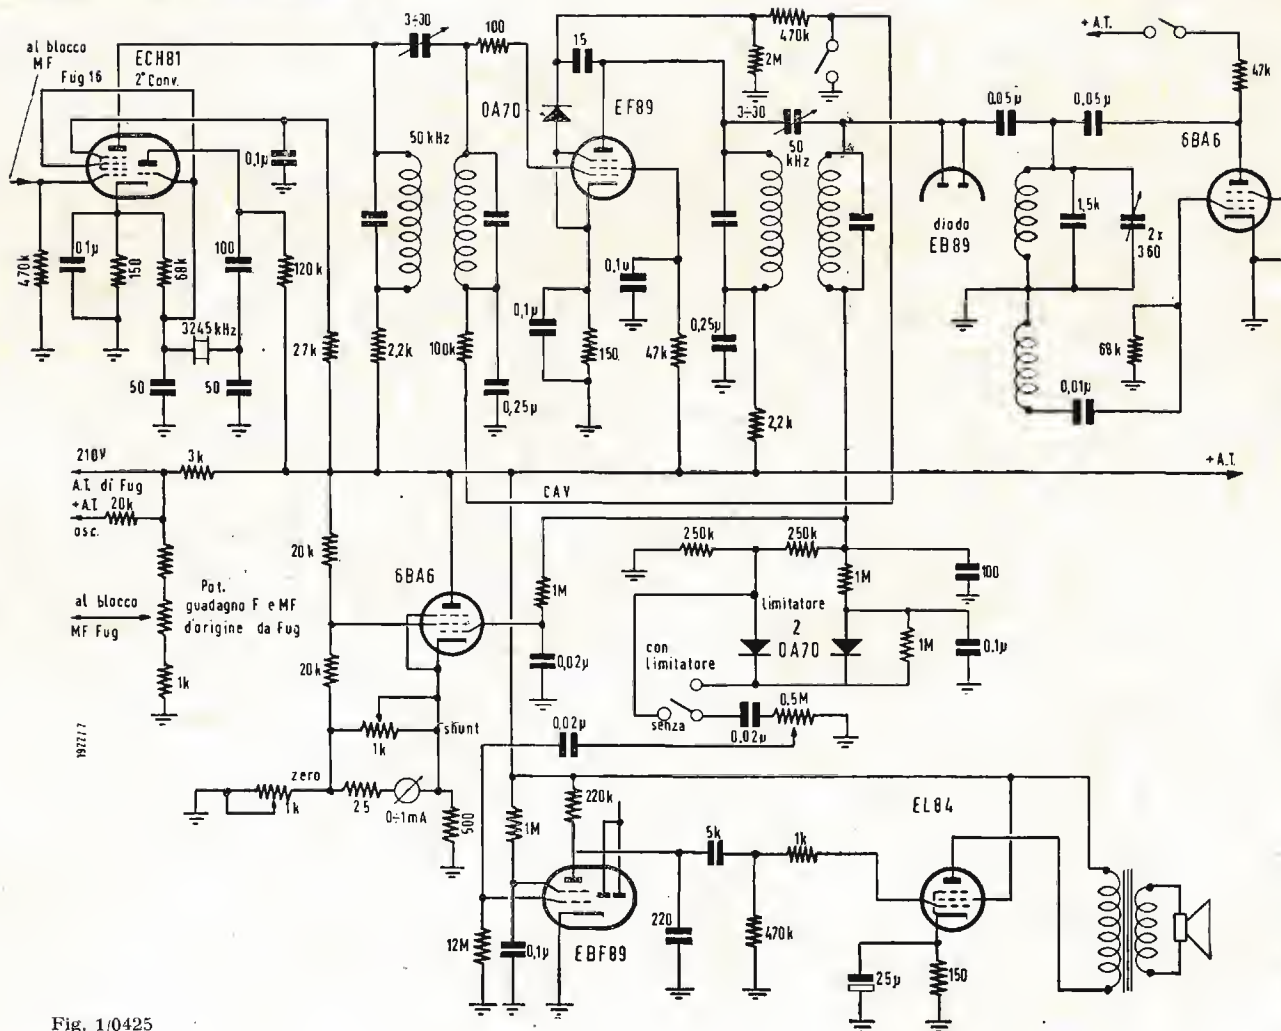 al blocco
MF
Fug 16
ECH81
2° Conv.
3÷30
100
15
0A70
EF89
470k
2M
+ A.T.
47k
0,05µ
0,05µ
6BA6
3÷30
50
kHz
50 kHz
0,1µ
diodo
EB89
1,5k
2x
360
470k
0,1µ
150
68k
100
120k
3245 kHz
50
50
27k
2,2k
100k
0,25µ
0,1µ
150
0,1µ
47k
0,25µ
2,2k
68k
0,01µ
210V
A.T. di Fug
3k
+A.T.
20k
osc.
+A.T.
CAV
20k
6BA6
1M
250k
250k
1M
100
Pot.
guadagno F e MF
d'origine da Fug
al blocco
MF Fug
1k
20k
limitatore
2
0A70
1M
0.1µ
0,02µ
con
limitatore
senza
0,02µ
0.5M
192777
shunt
1k
0,02µ
zero
1k
25
0÷1mA
500
1M
220k
EL84
5k
1k
12M
0,1µ
EBF89
220
470k
25µ
150
Fig. 1/0425